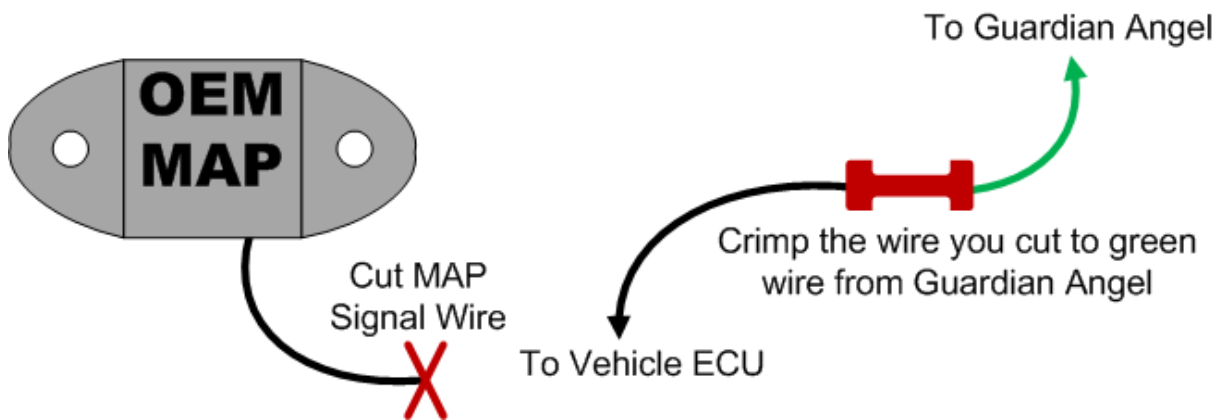 To Guardian Angel
OEM
MAP
Crimp the wire you cut to green
wire from Guardian Angel
Cut MAP
Signal Wire
To Vehicle ECU